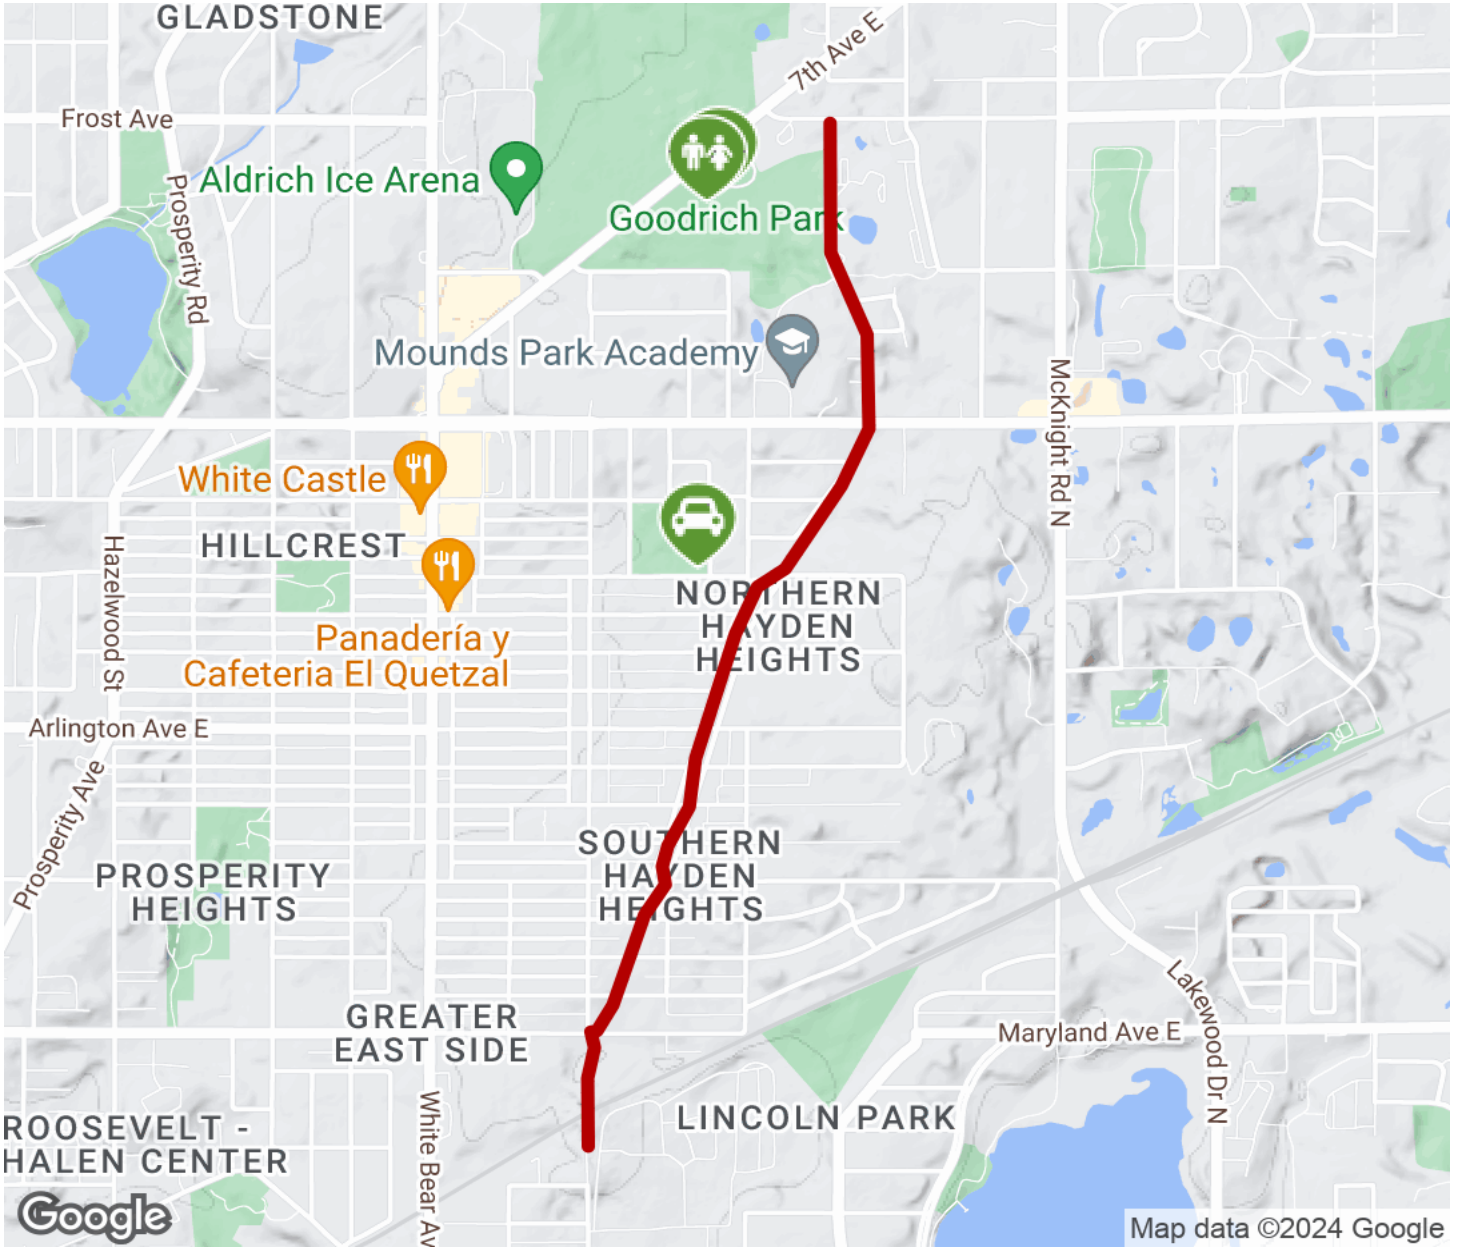 GLADSTONE
7th Ave E
Frost Ave
Aldrich Ice Arena
Prosperity Rd
Goodrich Park
Mounds Park Academy
McKnight Rd N
White Castle
HILLCREST
Hazelwood St
NORTHERN
HAYDEN
HEIGHTS
Panadería y
Cafeteria El Quetzal
Arlington Ave E
Prosperity Ave
SOUTHERN
HAYDEN
HEIGHTS
PROSPERITY
HEIGHTS
Lakewood Dr N
GREATER
EAST SIDE
Maryland Ave E
White Bear Av
LINCOLN PARK
ROOSEVELT -
HALEN CENTER
Google
Map data ©2024 Google